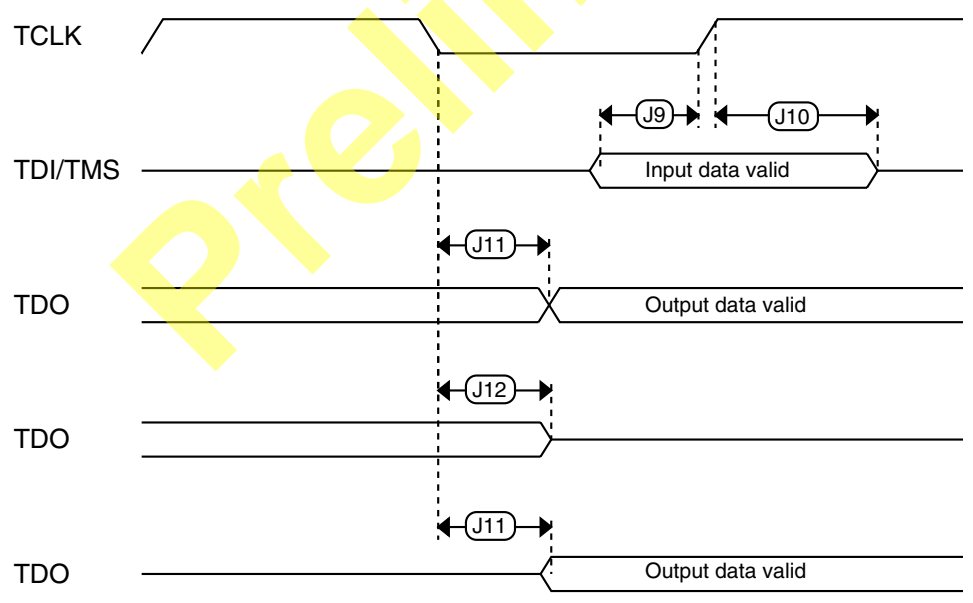 TCLK
J9
J10
TDI/TMS
Input data valid
J11
TDO
Output data valid
J12
TDO
J11
TDO
Output data valid
Prelim